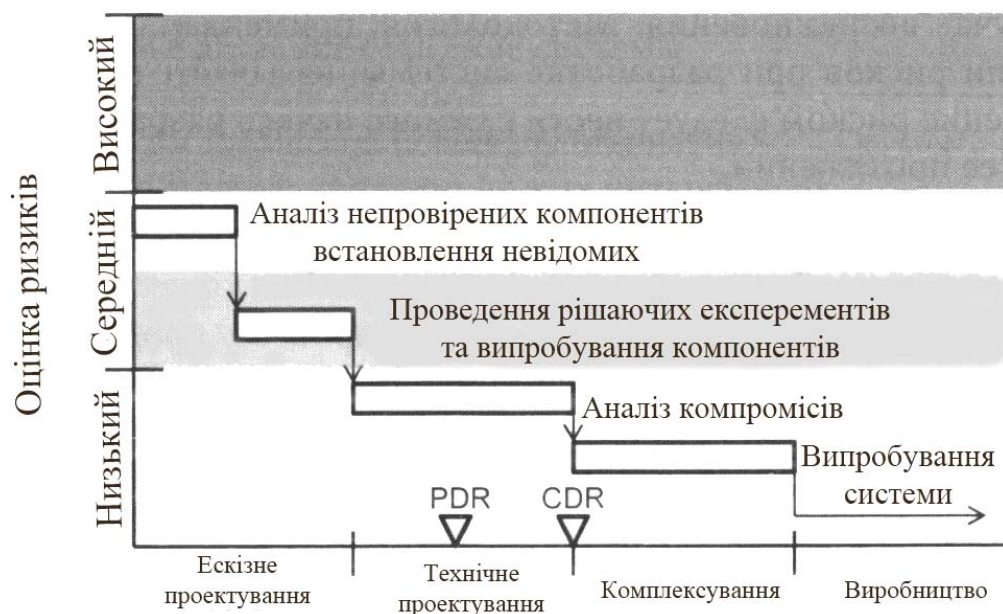 Оцінка ризиків
Високий
Середній
Низький
Аналіз непровірених компонентів
встановлення невідомих
Проведення рішаючих експерементів
та випробування компонентів
Аналіз компромісів
Випробування
системи
PDR
CDR
Ескізне
проектування
Технічне
проектування
Комплексування
Виробництво